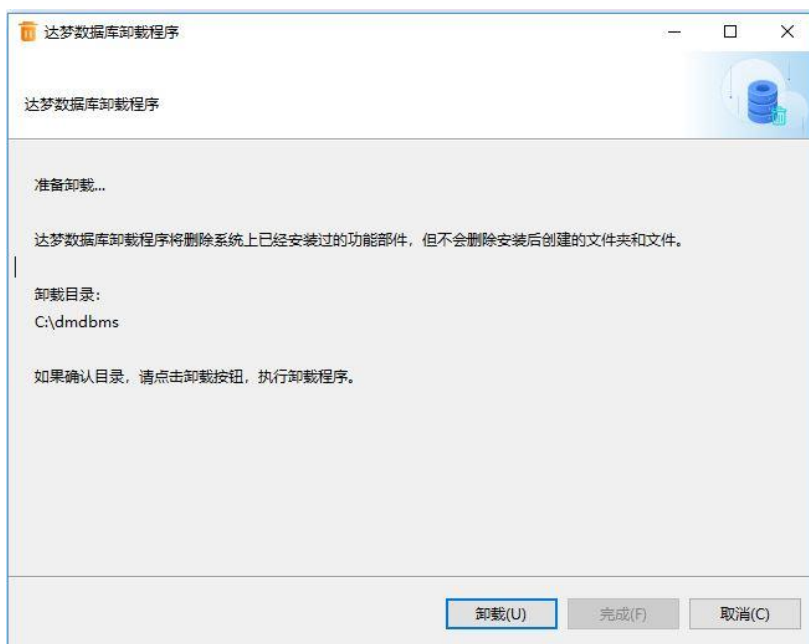 达梦数据库卸载程序
达梦数据库卸载程序
准备卸载...
达梦数据库卸载程序将删除系统上已经安装过的功能部件，但不会删除安装后创建的文件夹和文件。
卸载目录：
C:\dmdbms
如果确认目录，请点击卸载按钮，执行卸载程序。
卸载(U) 完成(F) 取消(C)